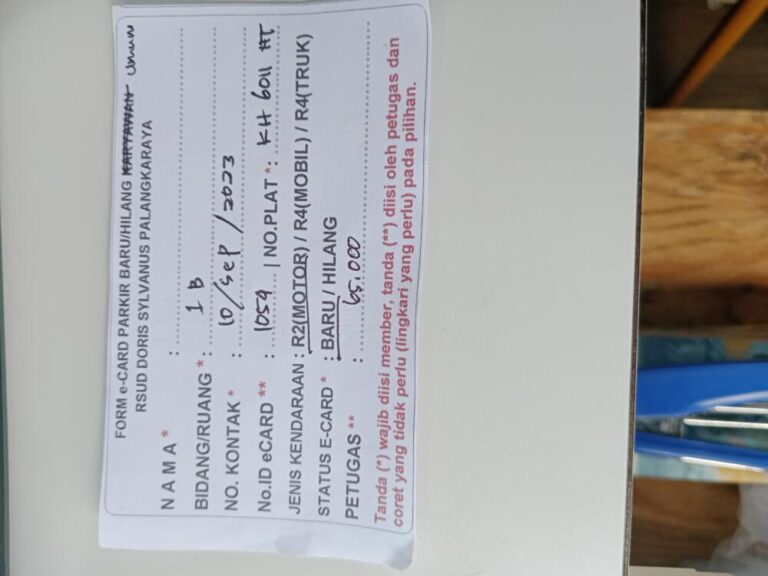 FORM e-CARD PARKIR BARU/HILANG KARYAWAN umum
RSUD DORIS SYLVANUS PALANGKARAYA
N A M A * :
BIDANG/RUANG * : 1 B
NO. KONTAK * : 10/Sep/2023
No.ID eCARD ** : 1059 | NO.PLAT * : KH 6011 HT
JENIS KENDARAAN : R2(MOTOR) / R4(MOBIL) / R4(TRUK)
STATUS E-CARD * : BARU / HILANG
PETUGAS ** : 65.000
Tanda (*) wajib diisi member, tanda (**) diisi oleh petugas dan
coret yang tidak perlu (lingkari yang perlu) pada pilihan.